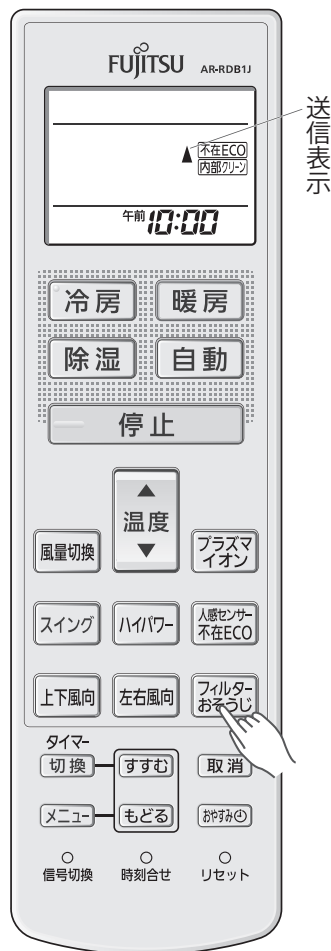 FUJITSU AR-RDB1J
送信表示
▲ 不在ECO
内部クリーン
午前 10:00
冷房 暖房
除湿 自動
停止
▲
温度
▼
風量切換
プラズマ
イオン
スイング ハイパワー
人感センサー
不在ECO
上下風向 左右風向
フィルター
おそうじ
タイマー
切換 すすむ 取消
メニュー もどる おやすみ
信号切換 時刻合せ リセット